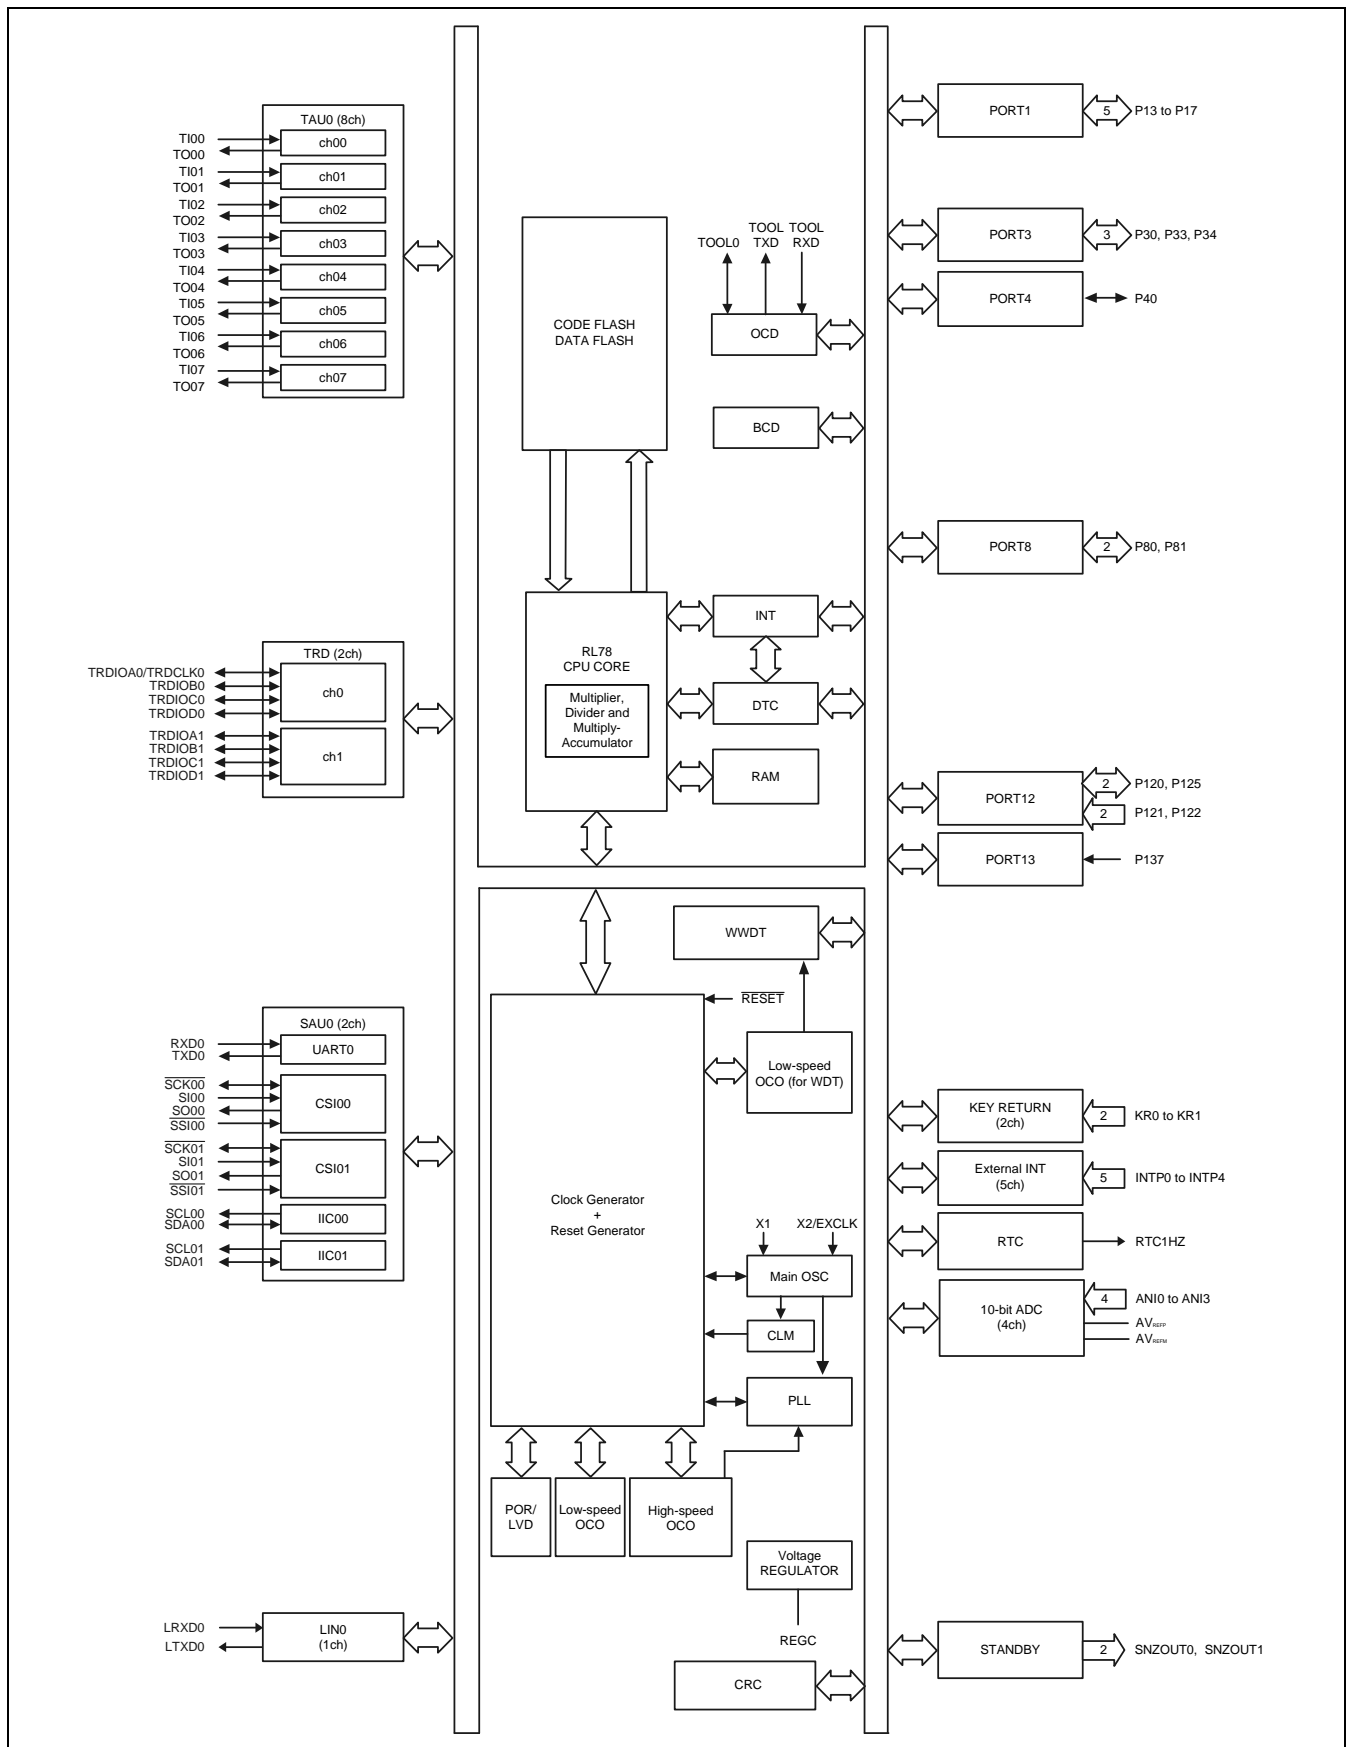 TAU0 (8ch)
TI00
TO00
ch00
TI01
TO01
ch01
TI02
TO02
ch02
TI03
TO03
ch03
TI04
TO04
ch04
TI05
TO05
ch05
TI06
TO06
ch06
TI07
TO07
ch07
TRD (2ch)
TRDIOA0/TRDCLK0
TRDIOB0
TRDIOC0
TRDIOD0
ch0
TRDIOA1
TRDIOB1
TRDIOC1
TRDIOD1
ch1
SAU0 (2ch)
RXD0
TXD0
UART0
SCK00
SI00
SO00
SSI00
CSI00
SCK01
SI01
SO01
SSI01
CSI01
SCL00
SDA00
IIC00
SCL01
SDA01
IIC01
LRXD0
LTXD0
LIN0
(1ch)
CODE FLASH
DATA FLASH
TOOL0
TOOL
TXD
TOOL
RXD
OCD
BCD
RL78
CPU CORE
Multiplier,
Divider and
Multiply-
Accumulator
INT
DTC
RAM
WWDT
RESET
Low-speed
OCO (for WDT)
Clock Generator
+
Reset Generator
X1
X2/EXCLK
Main OSC
CLM
PLL
POR/
LVD
Low-speed
OCO
High-speed
OCO
Voltage
REGULATOR
REGC
CRC
PORT1
5
P13 to P17
PORT3
3
P30, P33, P34
PORT4
P40
PORT8
2
P80, P81
PORT12
2
P120, P125
2
P121, P122
PORT13
P137
KEY RETURN
(2ch)
2
KR0 to KR1
External INT
(5ch)
5
INTP0 to INTP4
RTC
RTC1HZ
10-bit ADC
(4ch)
4
ANI0 to ANI3
AVREFP
AVREFM
STANDBY
2
SNZOUT0, SNZOUT1